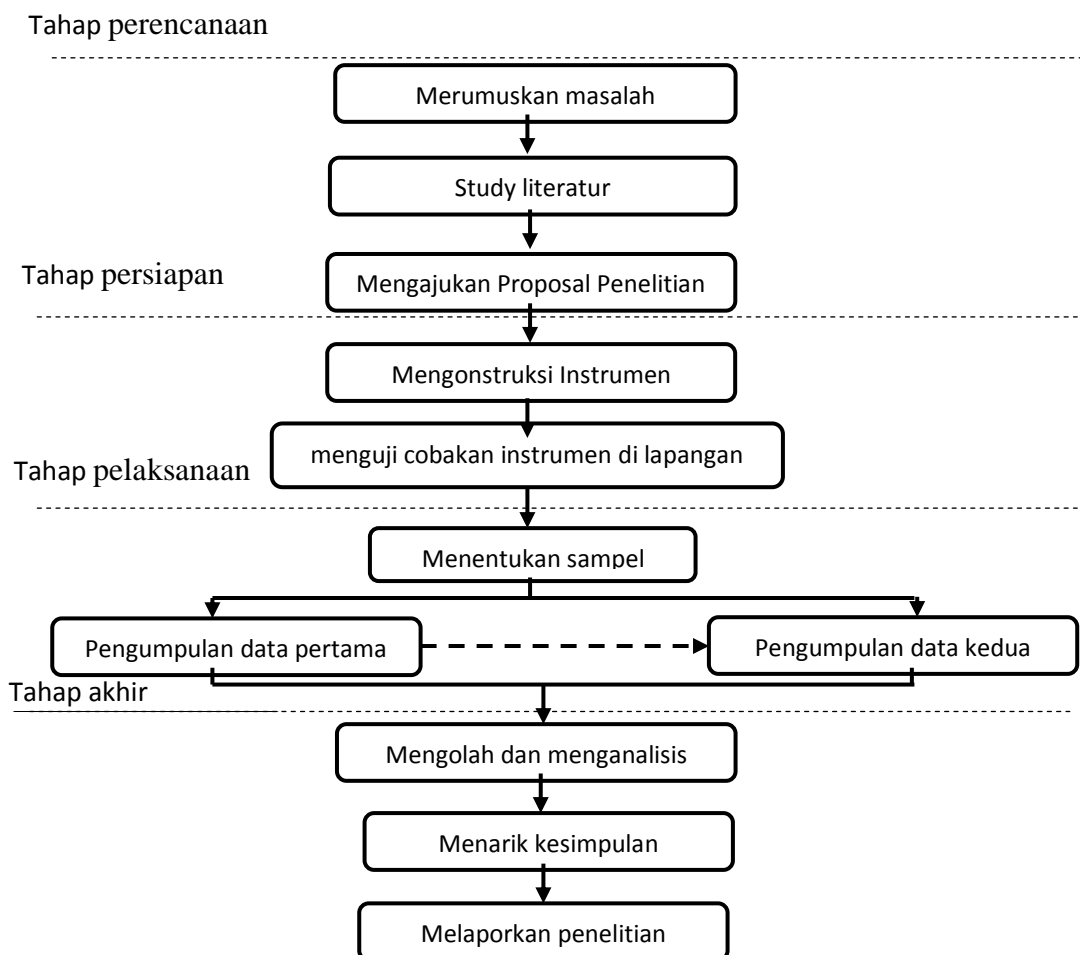 Tahap perencanaan
Merumuskan masalah
Study literatur
Tahap persiapan
Mengajukan Proposal Penelitian
Mengonstruksi Instrumen
menguji cobakan instrumen di lapangan
Tahap pelaksanaan
Menentukan sampel
Pengumpulan data pertama
Pengumpulan data kedua
Tahap akhir
Mengolah dan menganalisis
Menarik kesimpulan
Melaporkan penelitian